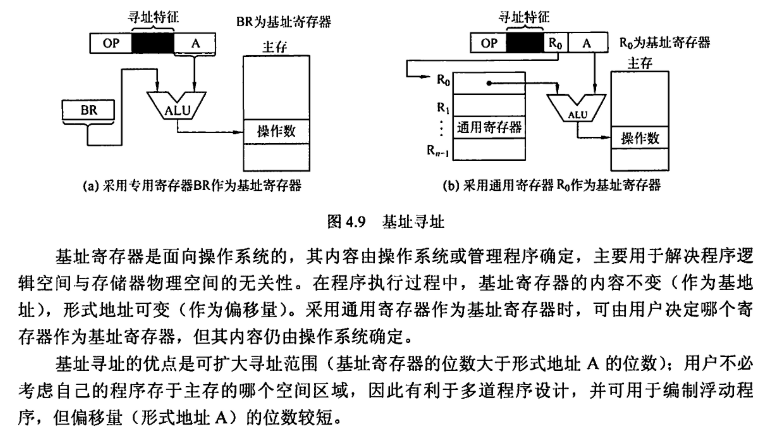 寻址特征
BR为基址寄存器
OP
A
主存
BR
ALU
操作数
(a) 采用专用寄存器BR作为基址寄存器
寻址特征
OP
R₀
A
R₀为基址寄存器
主存
R₀
R₁
⋮
通用寄存器
Rₙ₋₁
ALU
操作数
(b) 采用通用寄存器 R₀作为基址寄存器
图 4.9 基址寻址
基址寄存器是面向操作系统的，其内容由操作系统或管理程序确定，主要用于解决程序逻
辑空间与存储器物理空间的无关性。在程序执行过程中，基址寄存器的内容不变（作为基地
址），形式地址可变（作为偏移量）。采用通用寄存器作为基址寄存器时，可由用户决定哪个寄
存器作为基址寄存器，但其内容仍由操作系统确定。
基址寻址的优点是可扩大寻址范围（基址寄存器的位数大于形式地址 A 的位数）；用户不必
考虑自己的程序存于主存的哪个空间区域，因此有利于多道程序设计，并可用于编制浮动程
序，但偏移量（形式地址 A）的位数较短。